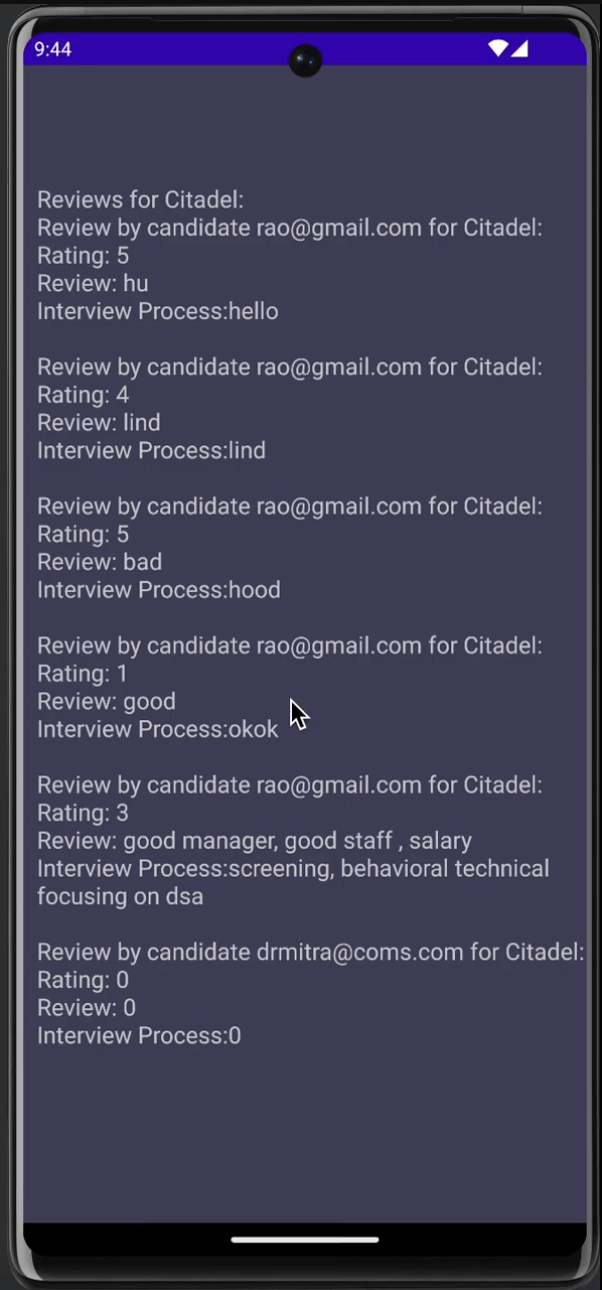 9:44
Reviews for Citadel:
Review by candidate rao@gmail.com for Citadel:
Rating: 5
Review: hu
Interview Process:hello
Review by candidate rao@gmail.com for Citadel:
Rating: 4
Review: lind
Interview Process:lind
Review by candidate rao@gmail.com for Citadel:
Rating: 5
Review: bad
Interview Process:hood
Review by candidate rao@gmail.com for Citadel:
Rating: 1
Review: good
Interview Process:okok
Review by candidate rao@gmail.com for Citadel:
Rating: 3
Review: good manager, good staff , salary
Interview Process:screening, behavioral technical
focusing on dsa
Review by candidate drmitra@coms.com for Citadel:
Rating: 0
Review: 0
Interview Process:0